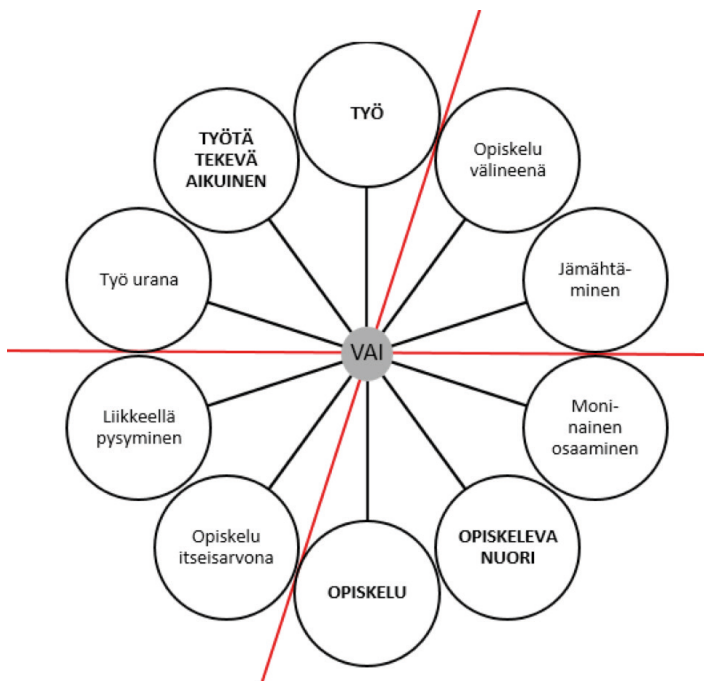 TYÖ
Opiskelu
välineenä
Jämähtä-
minen
Moni-
nainen
osaaminen
OPISKELEVA
NUORI
OPISKELU
Opiskelu
itseisarvona
Liikkeellä
pysyminen
Työ urana
TYÖTÄ
TEKEVÄ
AIKUINEN
VAI